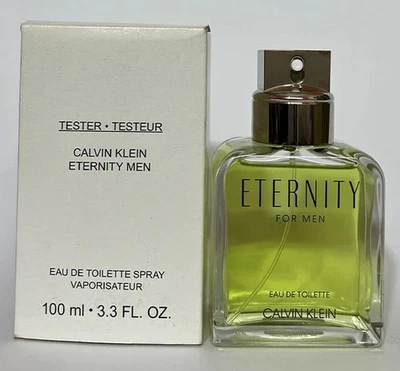 TESTER • TESTEUR
CALVIN KLEIN
ETERNITY MEN
EAU DE TOILETTE SPRAY
VAPORISATEUR
100 ml • 3.3 FL. OZ.
ETERNITY
FOR MEN
EAU DE TOILETTE
CALVIN KLEIN